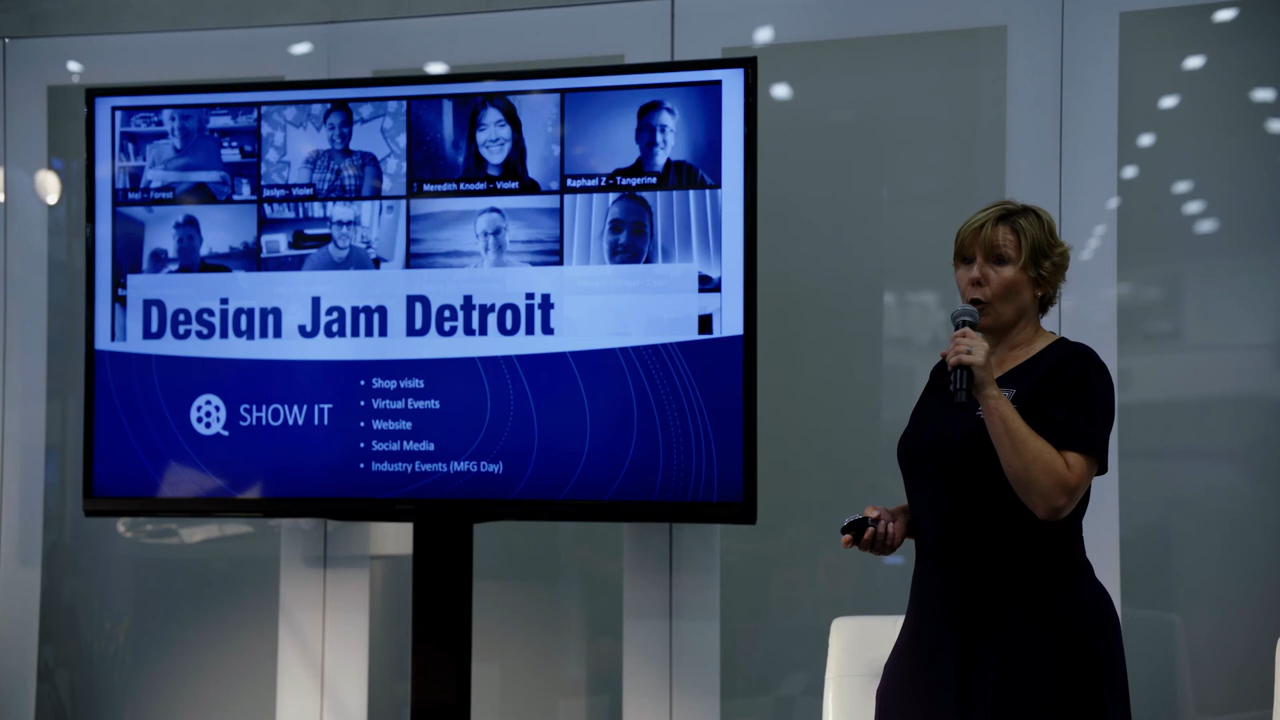 Mel - Forest
Jaslyn - Violet
Meredith Knodel - Violet
Raphael Z - Tangerine
Design Jam Detroit
SHOW IT
• Shop visits
• Virtual Events
• Website
• Social Media
• Industry Events (MFG Day)